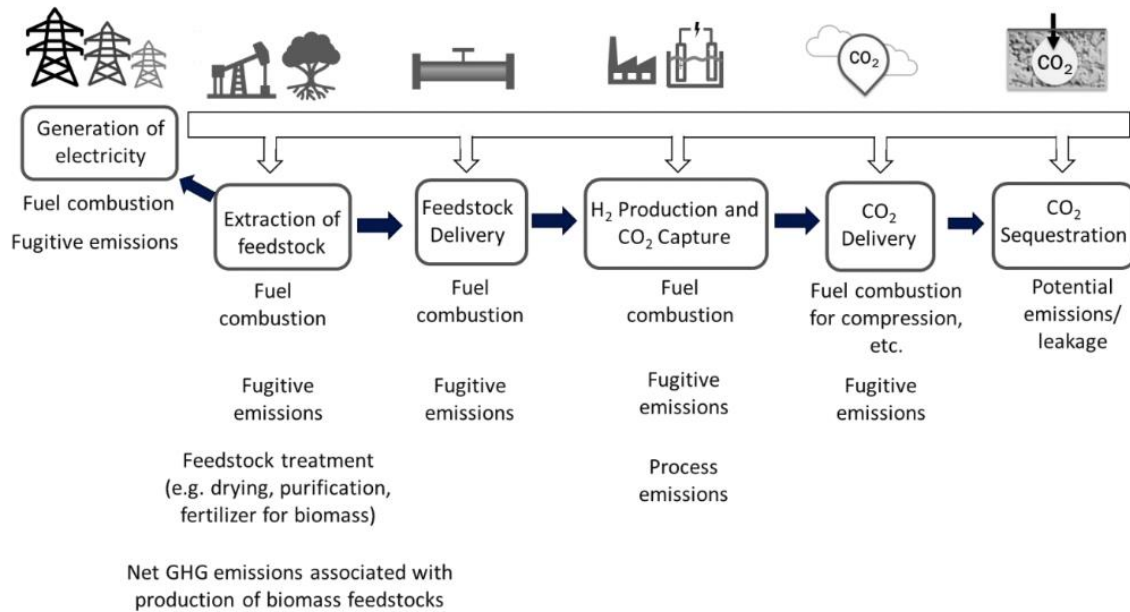 CO₂
CO₂
Generation of
electricity
Fuel combustion
Fugitive emissions
Extraction of
feedstock
Fuel
combustion
Fugitive
emissions
Feedstock treatment
(e.g. drying, purification,
fertilizer for biomass)
Net GHG emissions associated with
production of biomass feedstocks
Feedstock
Delivery
Fuel
combustion
Fugitive
emissions
H₂ Production and
CO₂ Capture
Fuel
combustion
Fugitive
emissions
Process
emissions
CO₂
Delivery
Fuel combustion
for compression,
etc.
Fugitive
emissions
CO₂
Sequestration
Potential
emissions/
leakage